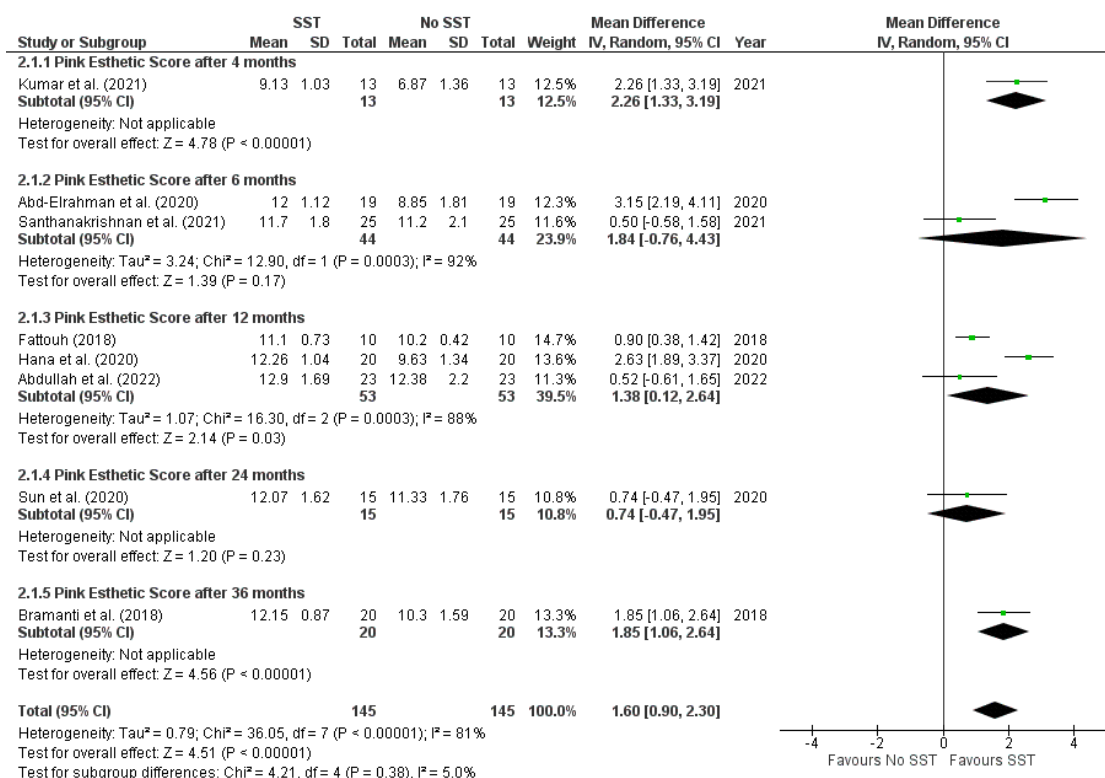 SST No SST Mean Difference Mean Difference
Study or Subgroup Mean SD Total Mean SD Total Weight IV, Random, 95% CI Year IV, Random, 95% CI
2.1.1 Pink Esthetic Score after 4 months
Kumar et al. (2021) 9.13 1.03 13 6.87 1.36 13 12.5% 2.26 [1.33, 3.19] 2021
Subtotal (95% CI) 13 13 12.5% 2.26 [1.33, 3.19]
Heterogeneity: Not applicable
Test for overall effect: Z = 4.78 (P < 0.00001)
2.1.2 Pink Esthetic Score after 6 months
Abd-Elrahman et al. (2020) 12 1.12 19 8.85 1.81 19 12.3% 3.15 [2.19, 4.11] 2020
Santhanakrishnan et al. (2021) 11.7 1.8 25 11.2 2.1 25 11.6% 0.50 [-0.58, 1.58] 2021
Subtotal (95% CI) 44 44 23.9% 1.84 [-0.76, 4.43]
Heterogeneity: Tau² = 3.24; Chi² = 12.90, df = 1 (P = 0.0003); I² = 92%
Test for overall effect: Z = 1.39 (P = 0.17)
2.1.3 Pink Esthetic Score after 12 months
Fattouh (2018) 11.1 0.73 10 10.2 0.42 10 14.7% 0.90 [0.38, 1.42] 2018
Hana et al. (2020) 12.26 1.04 20 9.63 1.34 20 13.6% 2.63 [1.89, 3.37] 2020
Abdullah et al. (2022) 12.9 1.69 23 12.38 2.2 23 11.3% 0.52 [-0.61, 1.65] 2022
Subtotal (95% CI) 53 53 39.5% 1.38 [0.12, 2.64]
Heterogeneity: Tau² = 1.07; Chi² = 16.30, df = 2 (P = 0.0003); I² = 88%
Test for overall effect: Z = 2.14 (P = 0.03)
2.1.4 Pink Esthetic Score after 24 months
Sun et al. (2020) 12.07 1.62 15 11.33 1.76 15 10.8% 0.74 [-0.47, 1.95] 2020
Subtotal (95% CI) 15 15 10.8% 0.74 [-0.47, 1.95]
Heterogeneity: Not applicable
Test for overall effect: Z = 1.20 (P = 0.23)
2.1.5 Pink Esthetic Score after 36 months
Bramanti et al. (2018) 12.15 0.87 20 10.3 1.59 20 13.3% 1.85 [1.06, 2.64] 2018
Subtotal (95% CI) 20 20 13.3% 1.85 [1.06, 2.64]
Heterogeneity: Not applicable
Test for overall effect: Z = 4.56 (P < 0.00001)
Total (95% CI) 145 145 100.0% 1.60 [0.90, 2.30]
Heterogeneity: Tau² = 0.79; Chi² = 36.05, df = 7 (P < 0.00001); I² = 81%
Test for overall effect: Z = 4.51 (P < 0.00001)
Test for subgroup differences: Chi² = 4.21, df = 4 (P = 0.38), I² = 5.0%
-4 -2 0 2 4
Favours No SST Favours SST